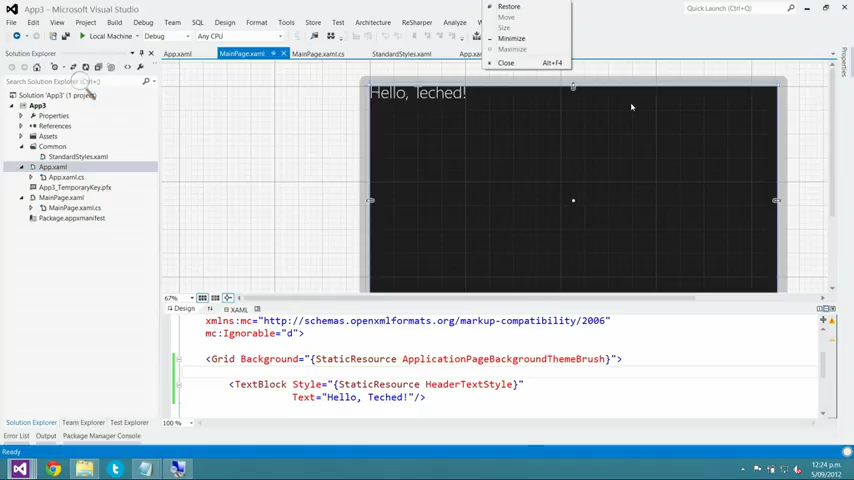 App3 - Microsoft Visual Studio
Quick Launch (Ctrl+Q)
FILE EDIT VIEW PROJECT BUILD DEBUG TEAM SQL DESIGN FORMAT TOOLS STORE TEST ARCHITECTURE RESHARPER ANALYZE
Restore
Move
Size
Minimize
Maximize
Close Alt+F4
Local Machine Debug Any CPU
Solution Explorer
App.xaml MainPage.xaml MainPage.xaml.cs StandardStyles.xaml
Search Solution Explorer (Ctrl+;)
Solution 'App3' (1 project)
App3
Properties
References
Assets
Common
StandardStyles.xaml
App.xaml
App.xaml.cs
App3_TemporaryKey.pfx
MainPage.xaml
MainPage.xaml.cs
Package.appxmanifest
Properties
Hello, Teched!
67%
Design XAML
xmlns:mc="http://schemas.openxmlformats.org/markup-compatibility/2006"
mc:Ignorable="d">
<Grid Background="{StaticResource ApplicationPageBackgroundThemeBrush}">
<TextBlock Style="{StaticResource HeaderTextStyle}"
Text="Hello, Teched!"/>
100 %
Solution Explorer Team Explorer Test Explorer
Error List Output Package Manager Console
Ready
12:24 p.m.
5/09/2012